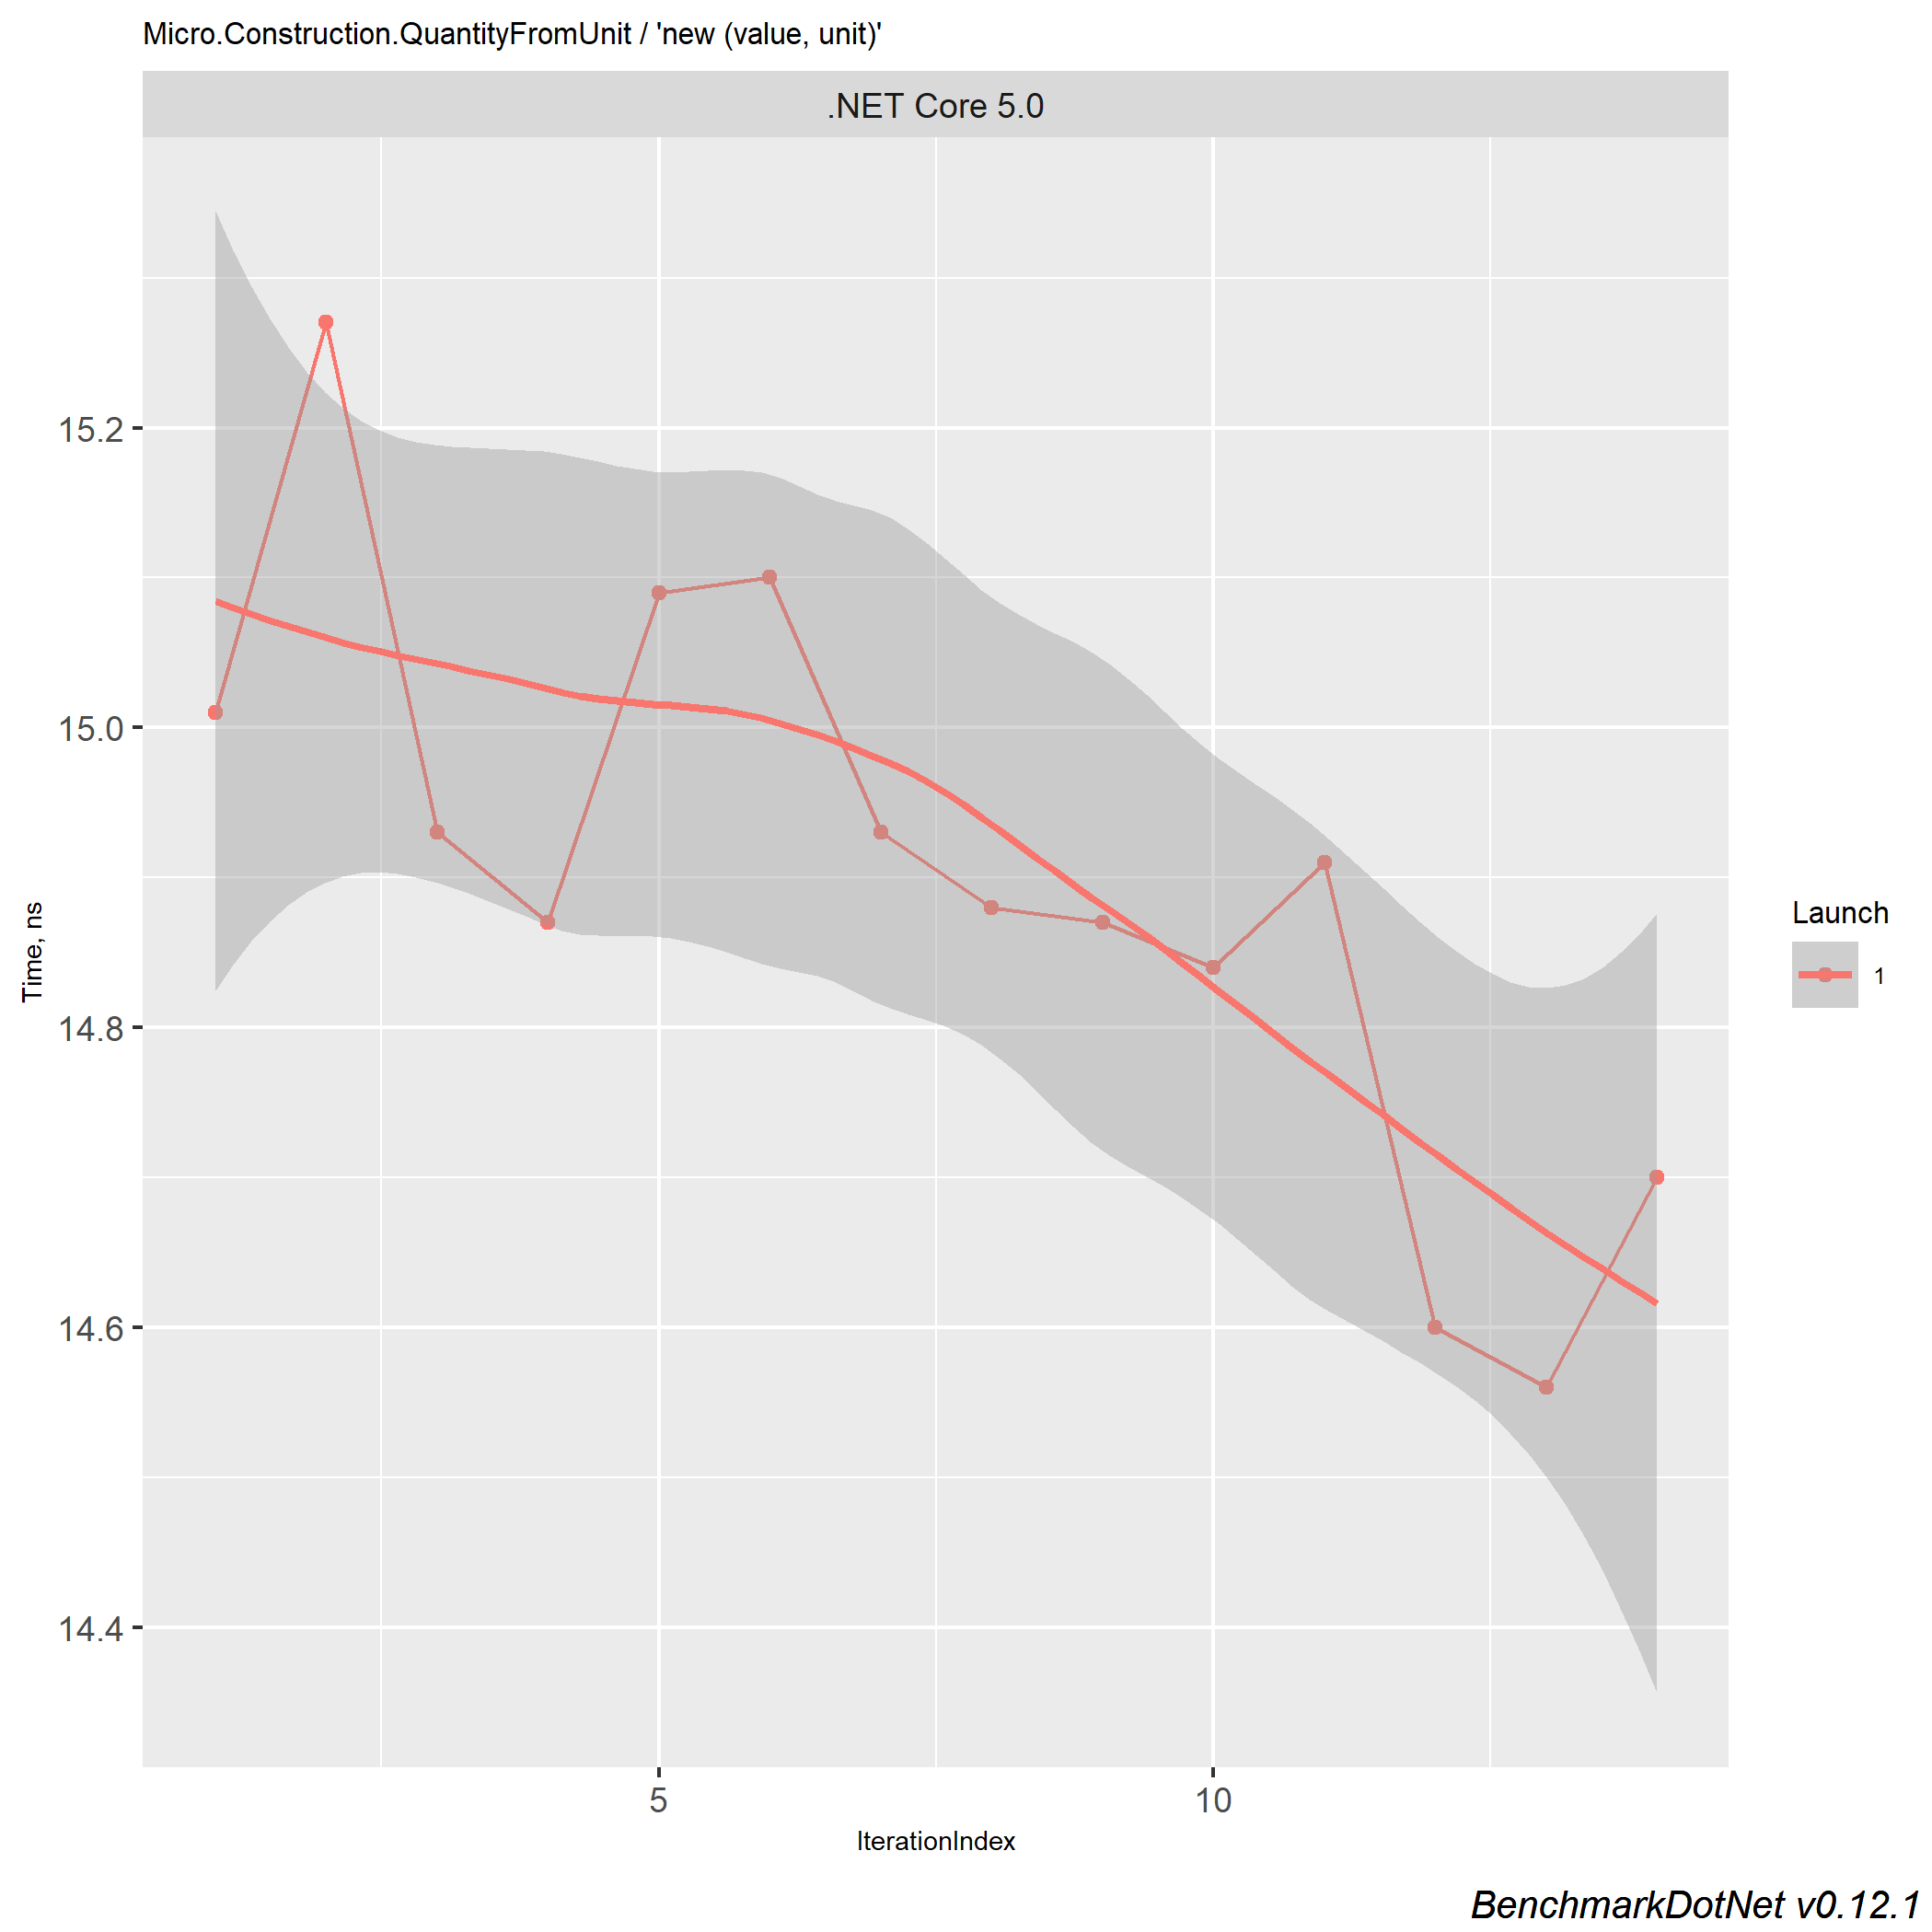 Micro.Construction.QuantityFromUnit / 'new (value, unit)'
.NET Core 5.0
15.2
15.0
14.8
14.6
14.4
Time, ns
5
10
IterationIndex
Launch
1
BenchmarkDotNet v0.12.1